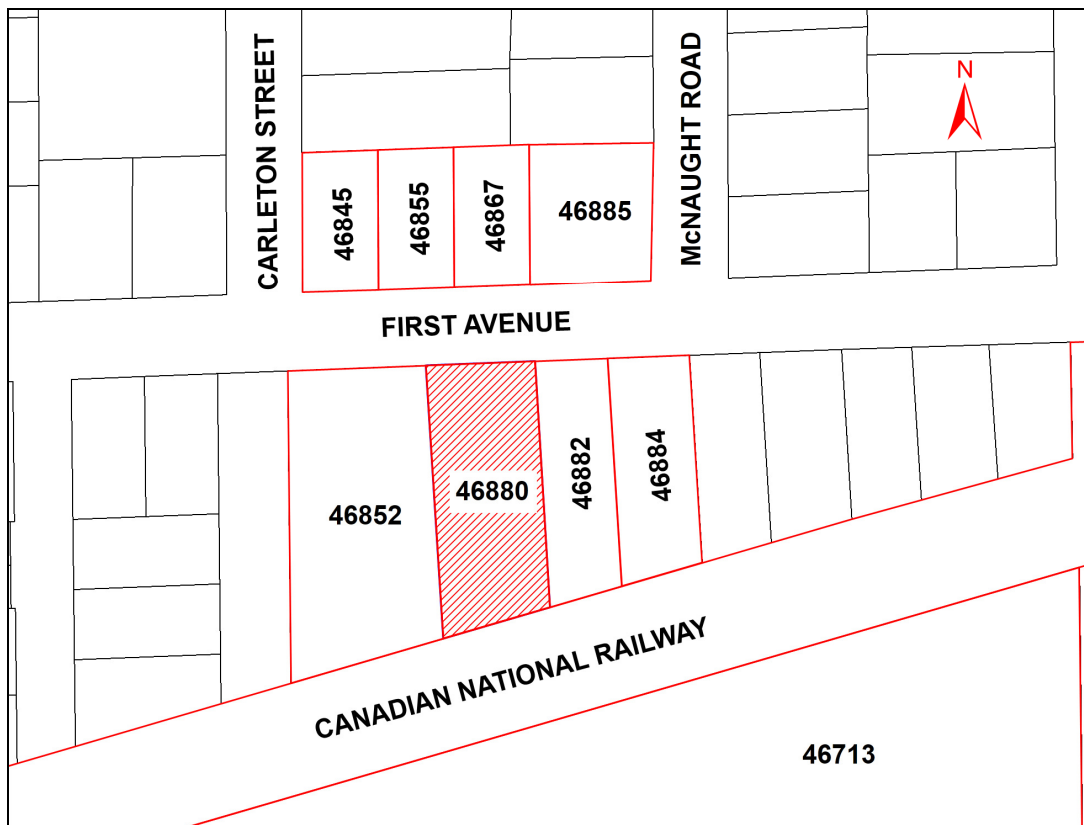 CARLETON STREET
McNAUGHT ROAD
N
46845
46855
46867
46885
FIRST AVENUE
46852
46880
46882
46884
CANADIAN NATIONAL RAILWAY
46713